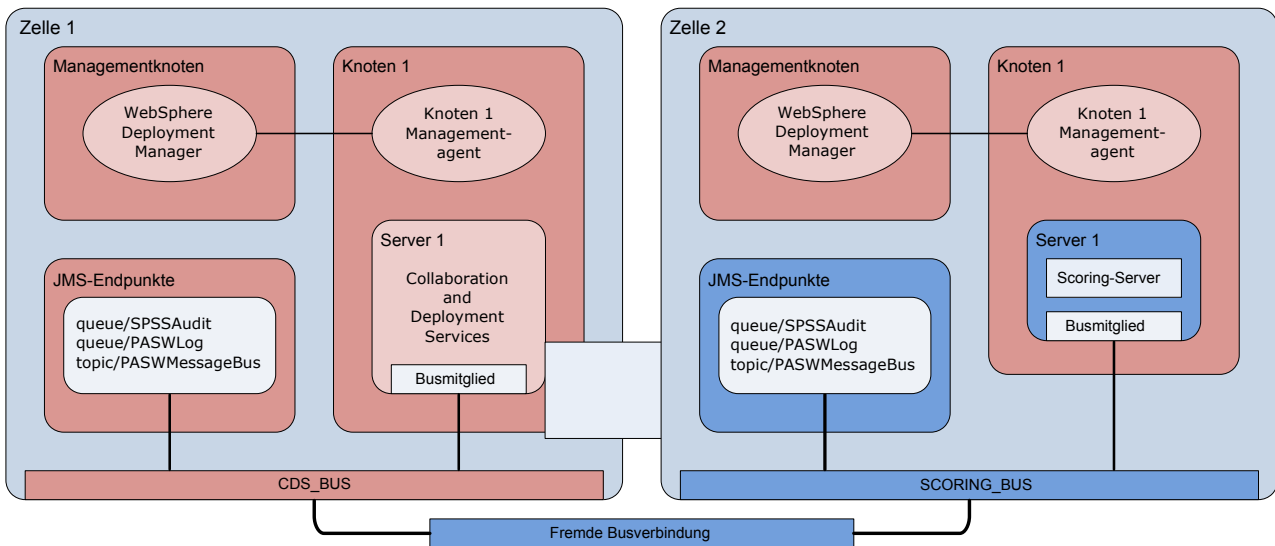 Zelle 1
Managementknoten
WebSphere
Deployment
Manager
Knoten 1
Knoten 1
Management-
agent
Server 1
Collaboration
and
Deployment
Services
Busmitglied
JMS-Endpunkte
queue/SPSSAudit
queue/PASWLog
topic/PASWMessageBus
CDS_BUS
Zelle 2
Managementknoten
WebSphere
Deployment
Manager
Knoten 1
Knoten 1
Management-
agent
Server 1
Scoring-Server
Busmitglied
JMS-Endpunkte
queue/SPSSAudit
queue/PASWLog
topic/PASWMessageBus
SCORING_BUS
Fremde Busverbindung